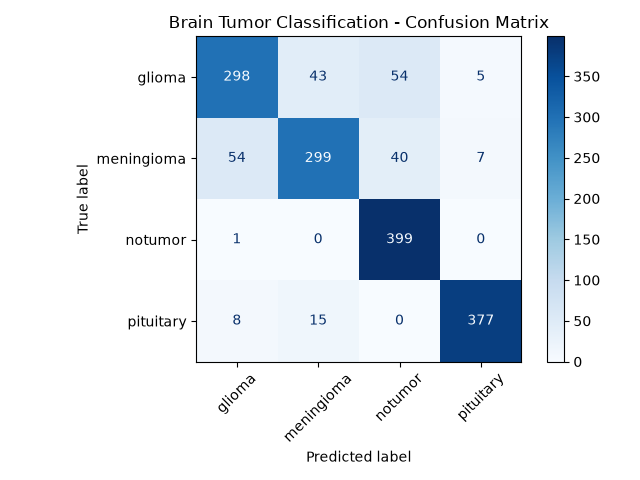 Brain Tumor Classification - Confusion Matrix
glioma 298 43 54 5
meningioma 54 299 40 7
notumor 1 0 399 0
pituitary 8 15 0 377
glioma meningioma notumor pituitary
Predicted label
True label
350
300
250
200
150
100
50
0